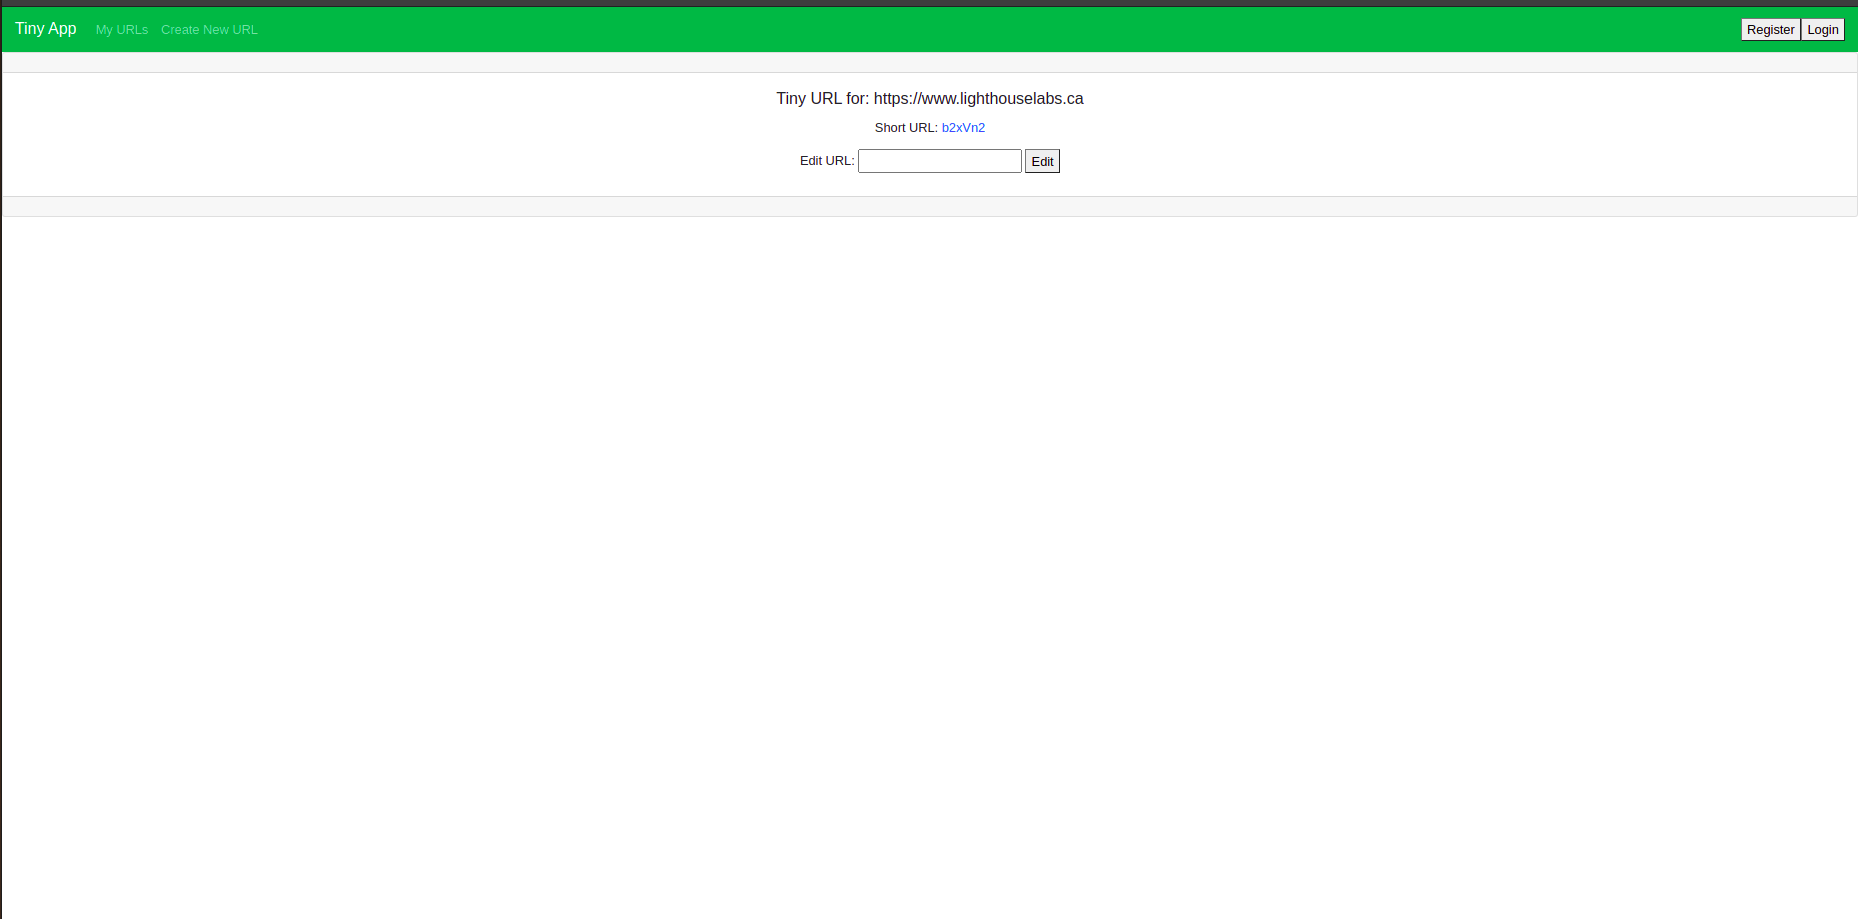 Tiny App My URLs Create New URL Register Login
Tiny URL for: https://www.lighthouselabs.ca
Short URL: b2xVn2
Edit URL: Edit